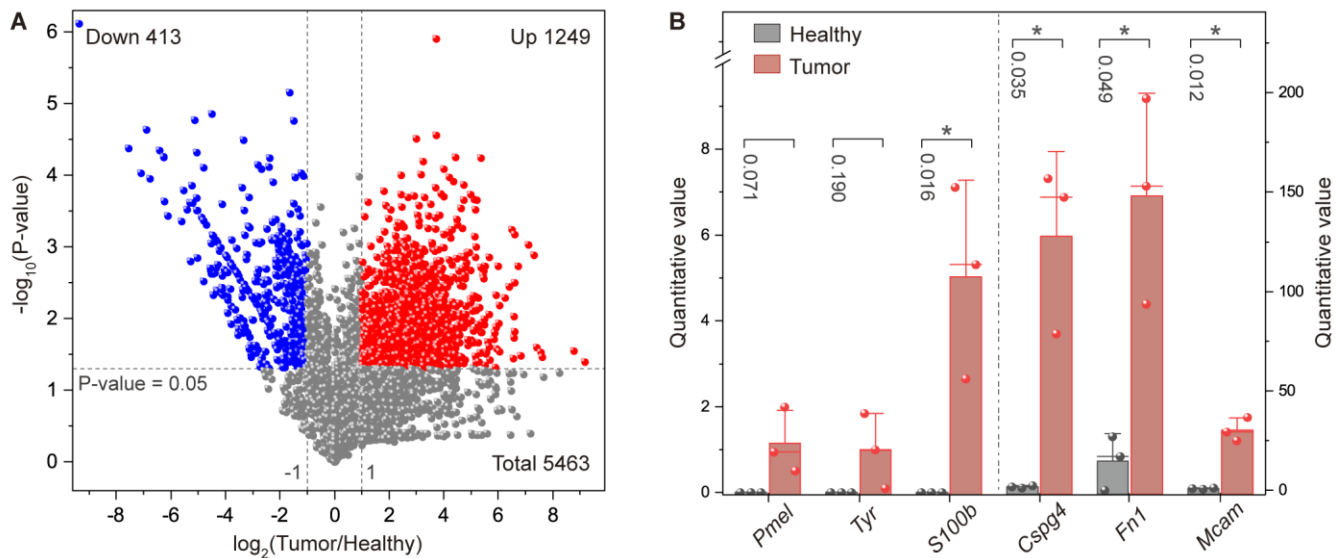 A
Down 413
Up 1249
-log10(P-value)
6
5
4
3
2
1
0
P-value = 0.05
-1
1
Total 5463
-8 -6 -4 -2 0 2 4 6 8
log2(Tumor/Healthy)
B
Healthy
Tumor
Quantitative value
8
6
4
2
0
0.071
0.190
0.016
*
0.035
*
0.049
*
0.012
*
200
150
100
50
0
Quantitative value
Pmel
Tyr
S100b
Cspg4
Fn1
Mcam